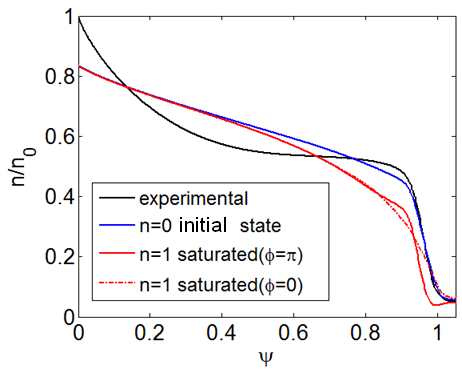 1
0.8
0.6
0.4
0.2
0
n/n0
experimental
n=0 initial state
n=1 saturated(ϕ=π)
n=1 saturated(ϕ=0)
0 0.2 0.4 0.6 0.8 1
ψ